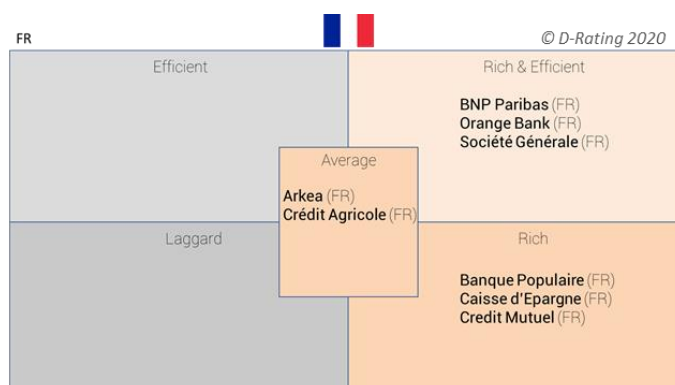 FR
© D-Rating 2020
Efficient
Rich & Efficient
BNP Paribas (FR)
Orange Bank (FR)
Société Générale (FR)
Average
Arkea (FR)
Crédit Agricole (FR)
Laggard
Rich
Banque Populaire (FR)
Caisse d'Epargne (FR)
Credit Mutuel (FR)